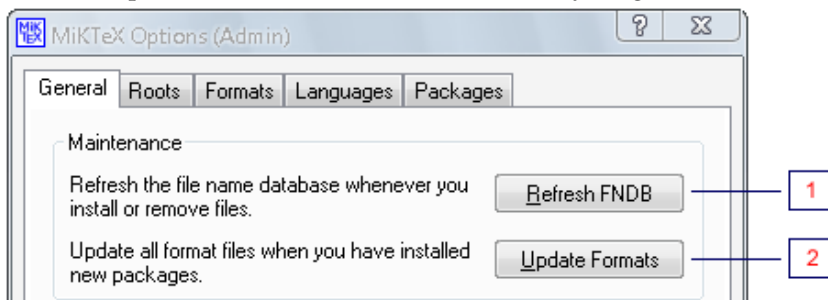 MiKTeX Options (Admin)
General Roots Formats Languages Packages
Maintenance
Refresh the file name database whenever you
install or remove files.
Refresh FNDB
1
Update all format files when you have installed
new packages.
Update Formats
2